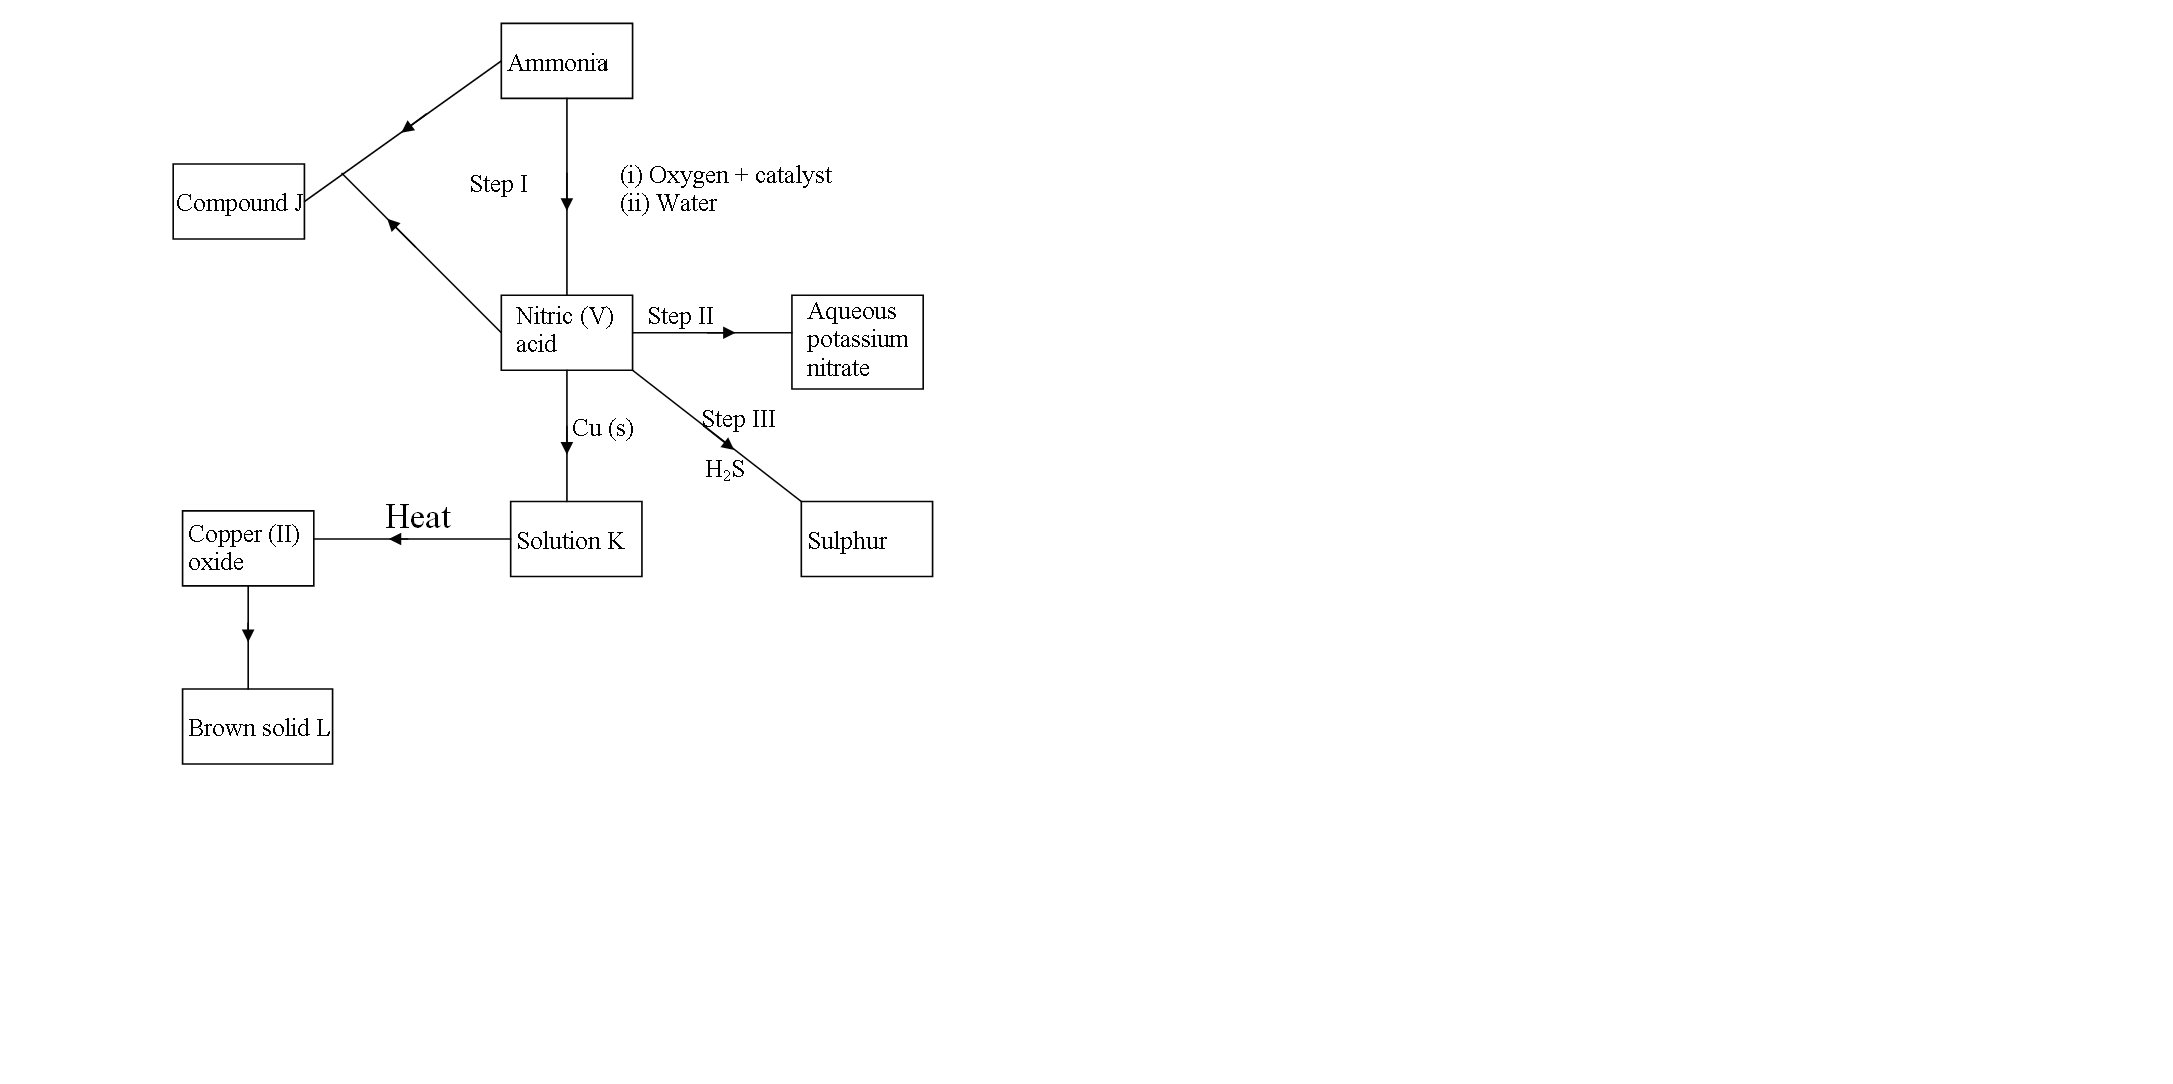 Ammonia
Step I
(i) Oxygen + catalyst
(ii) Water
Compound J
Nitric (V)
acid
Step II
Aqueous
potassium
nitrate
Cu (s)
Step III
H₂S
Heat
Copper (II)
oxide
Solution K
Sulphur
Brown solid L